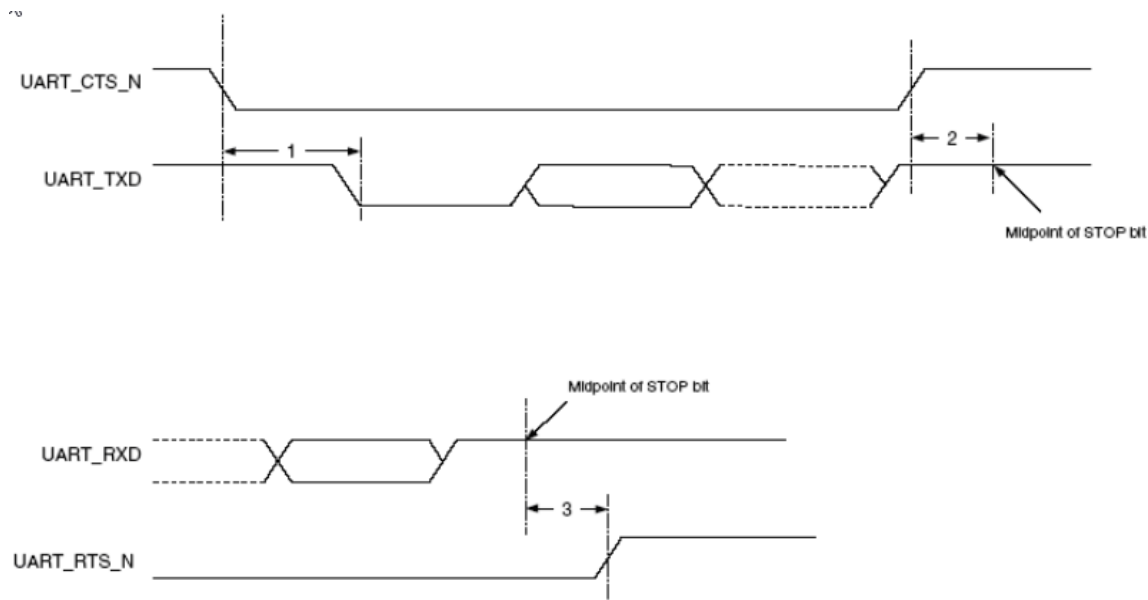 UART_CTS_N
1
2
UART_TXD
Midpoint of STOP bit
Midpoint of STOP bit
UART_RXD
3
UART_RTS_N